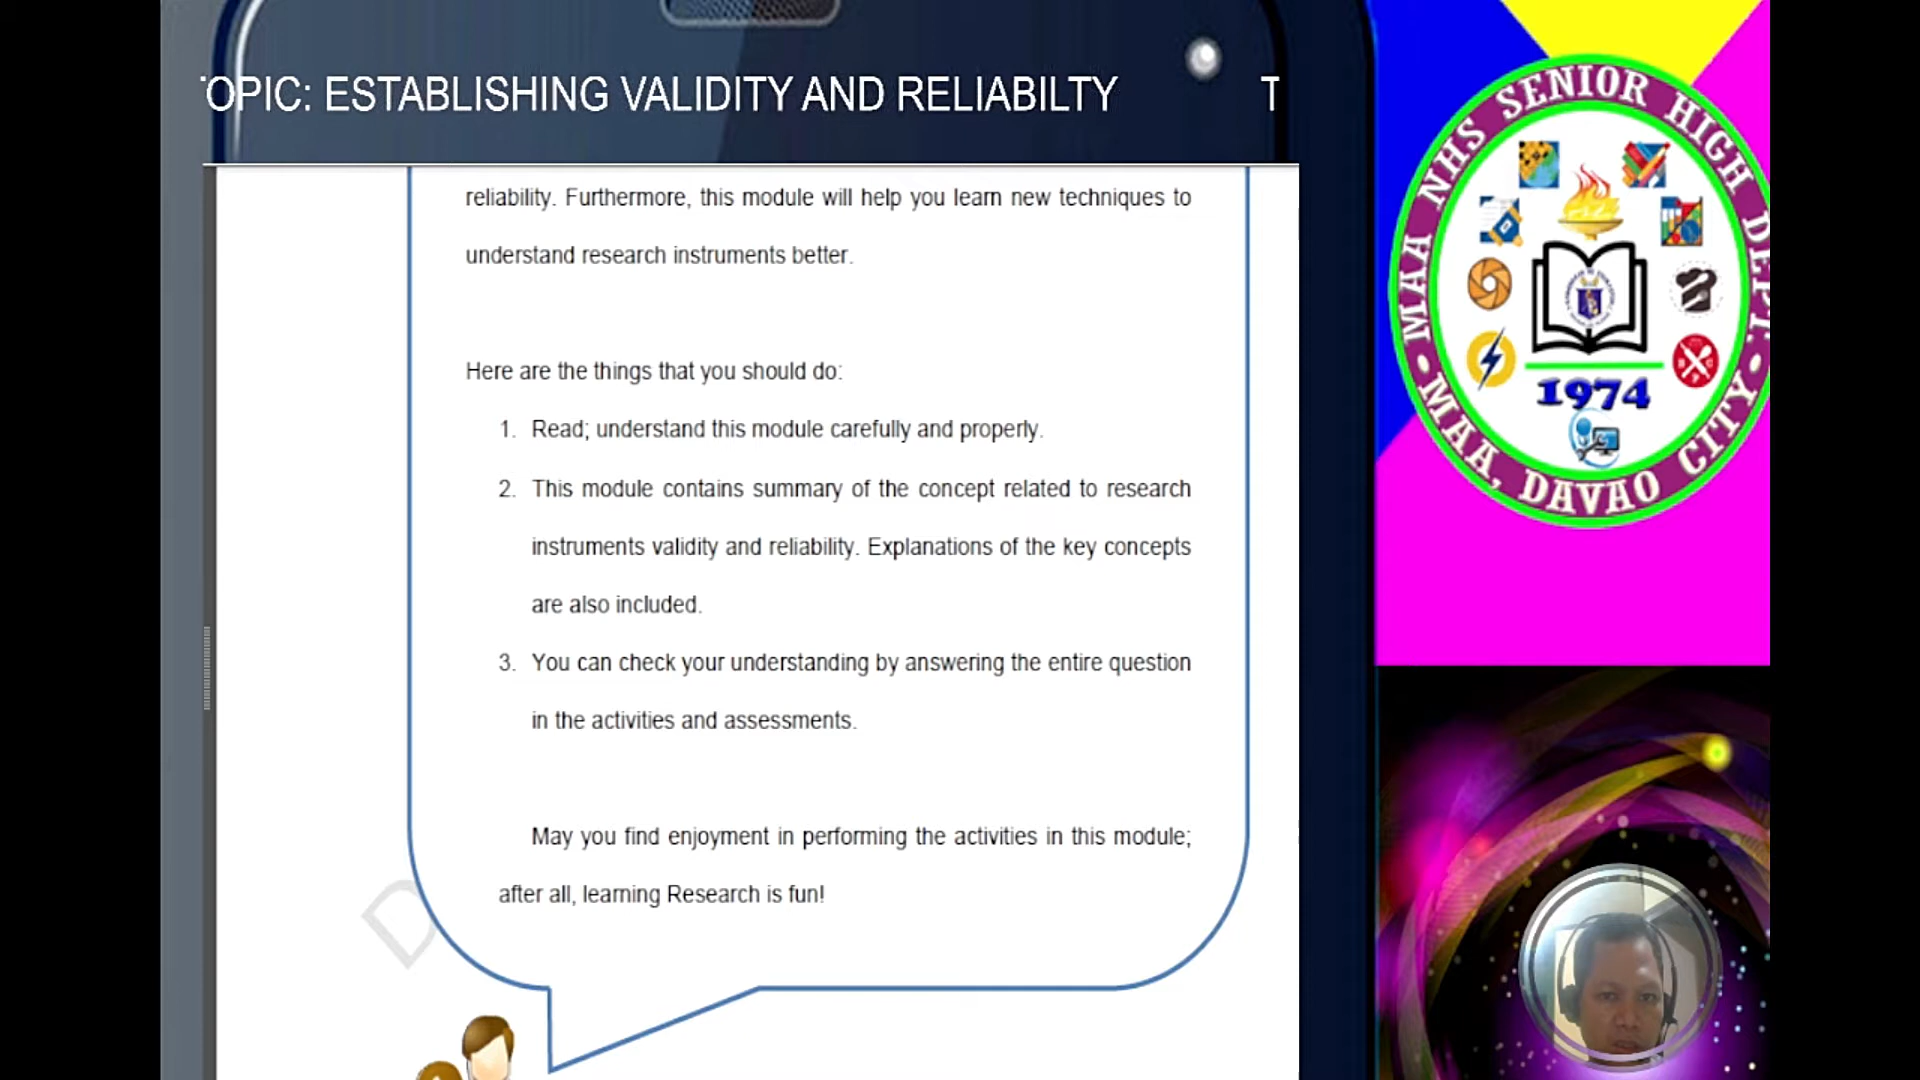 TOPIC: ESTABLISHING VALIDITY AND RELIABILTY T
reliability. Furthermore, this module will help you learn new techniques to
understand research instruments better.
Here are the things that you should do:
1. Read; understand this module carefully and properly.
2. This module contains summary of the concept related to research
instruments validity and reliability. Explanations of the key concepts
are also included.
3. You can check your understanding by answering the entire question
in the activities and assessments.
May you find enjoyment in performing the activities in this module;
after all, learning Research is fun!
D
MAA NHS SENIOR HIGH DEPT.
1974
MAA, DAVAO CITY